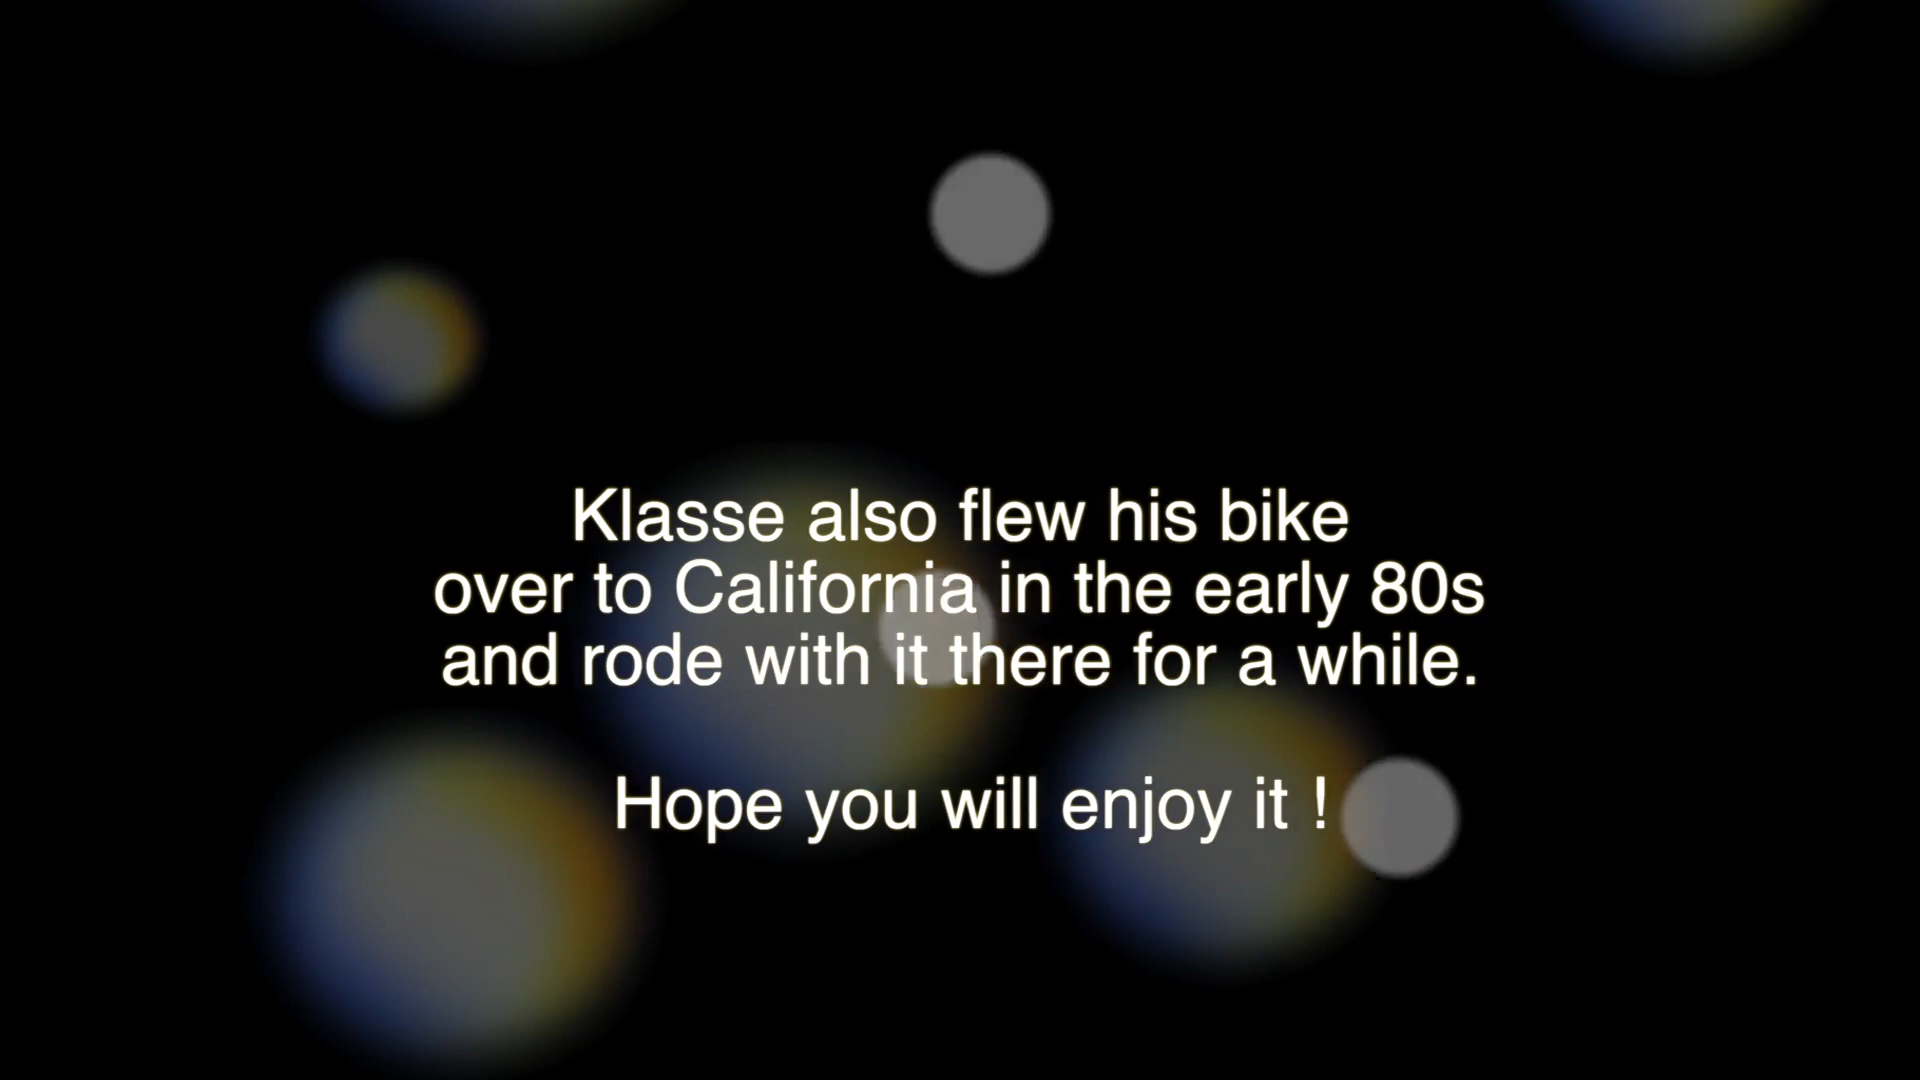 Klasse also flew his bike
over to California in the early 80s
and rode with it there for a while.
Hope you will enjoy it !